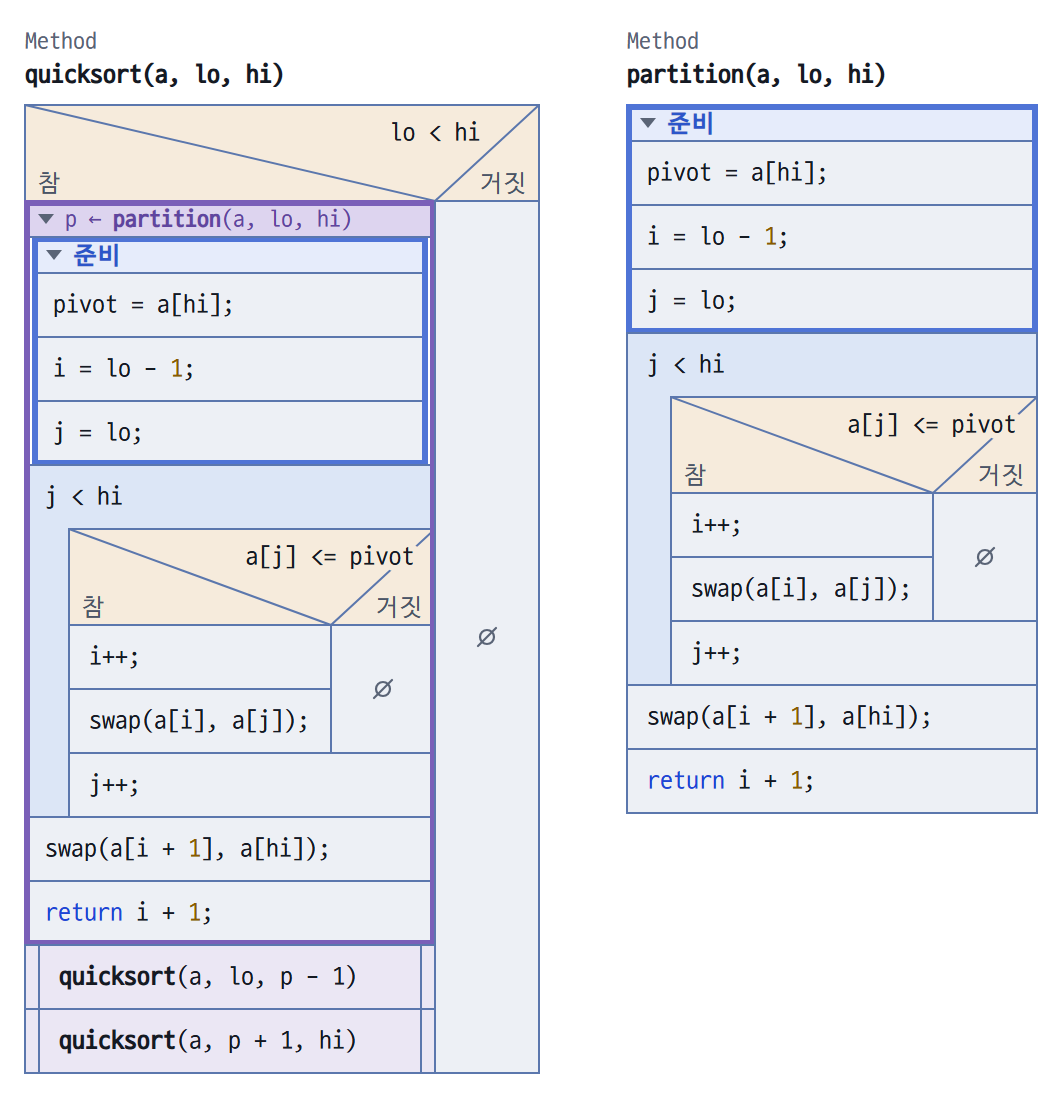 Method
quicksort(a, lo, hi)
lo < hi
참
거짓
p ← partition(a, lo, hi)
준비
pivot = a[hi];
i = lo - 1;
j = lo;
j < hi
a[j] <= pivot
참
거짓
i++;
swap(a[i], a[j]);
∅
j++;
swap(a[i + 1], a[hi]);
return i + 1;
quicksort(a, lo, p - 1)
quicksort(a, p + 1, hi)
∅
Method
partition(a, lo, hi)
준비
pivot = a[hi];
i = lo - 1;
j = lo;
j < hi
a[j] <= pivot
참
거짓
i++;
swap(a[i], a[j]);
∅
j++;
swap(a[i + 1], a[hi]);
return i + 1;